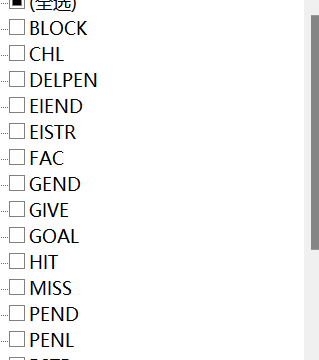 (全选)
BLOCK
CHL
DELPEN
EIEND
EISTR
FAC
GEND
GIVE
GOAL
HIT
MISS
PEND
PENL